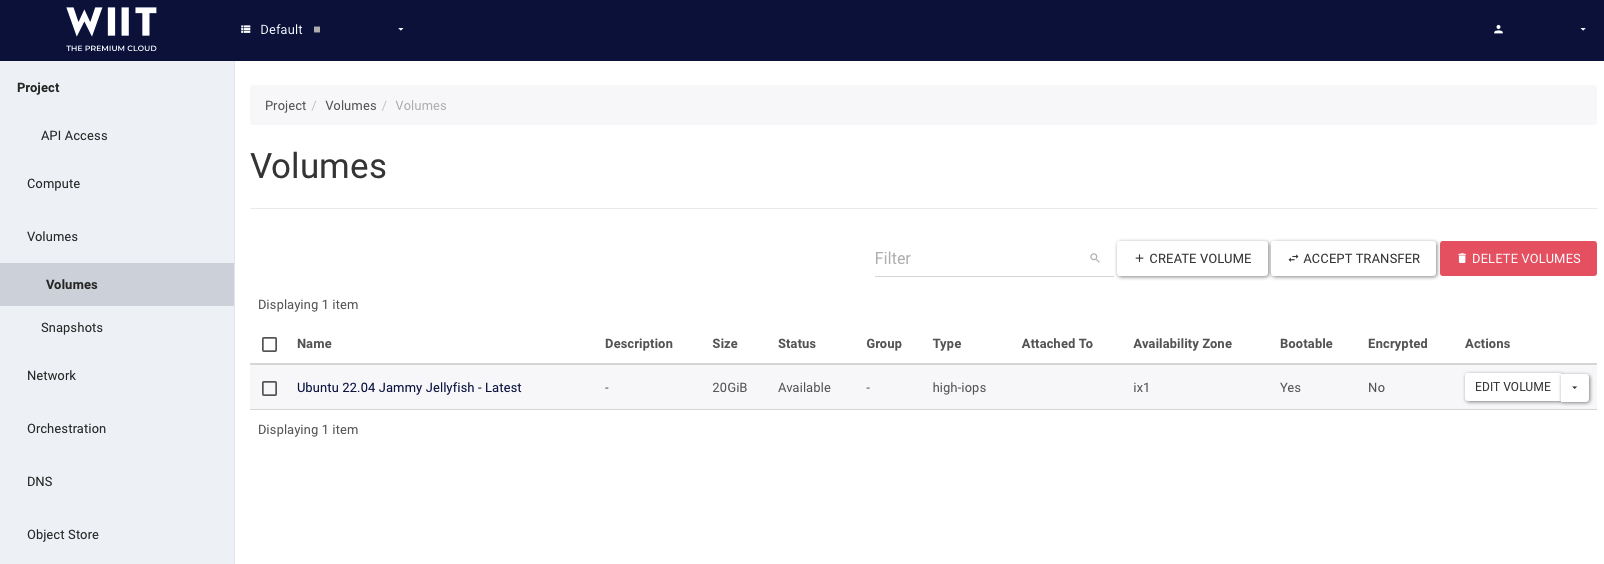 WIIT
THE PREMIUM CLOUD
Default
Project
API Access
Compute
Volumes
Volumes
Snapshots
Network
Orchestration
DNS
Object Store
Project / Volumes / Volumes
Volumes
Filter
+ CREATE VOLUME
ACCEPT TRANSFER
DELETE VOLUMES
Displaying 1 item
Name Description Size Status Group Type Attached To Availability Zone Bootable Encrypted Actions
Ubuntu 22.04 Jammy Jellyfish - Latest - 20GiB Available - high-iops ix1 Yes No EDIT VOLUME
Displaying 1 item